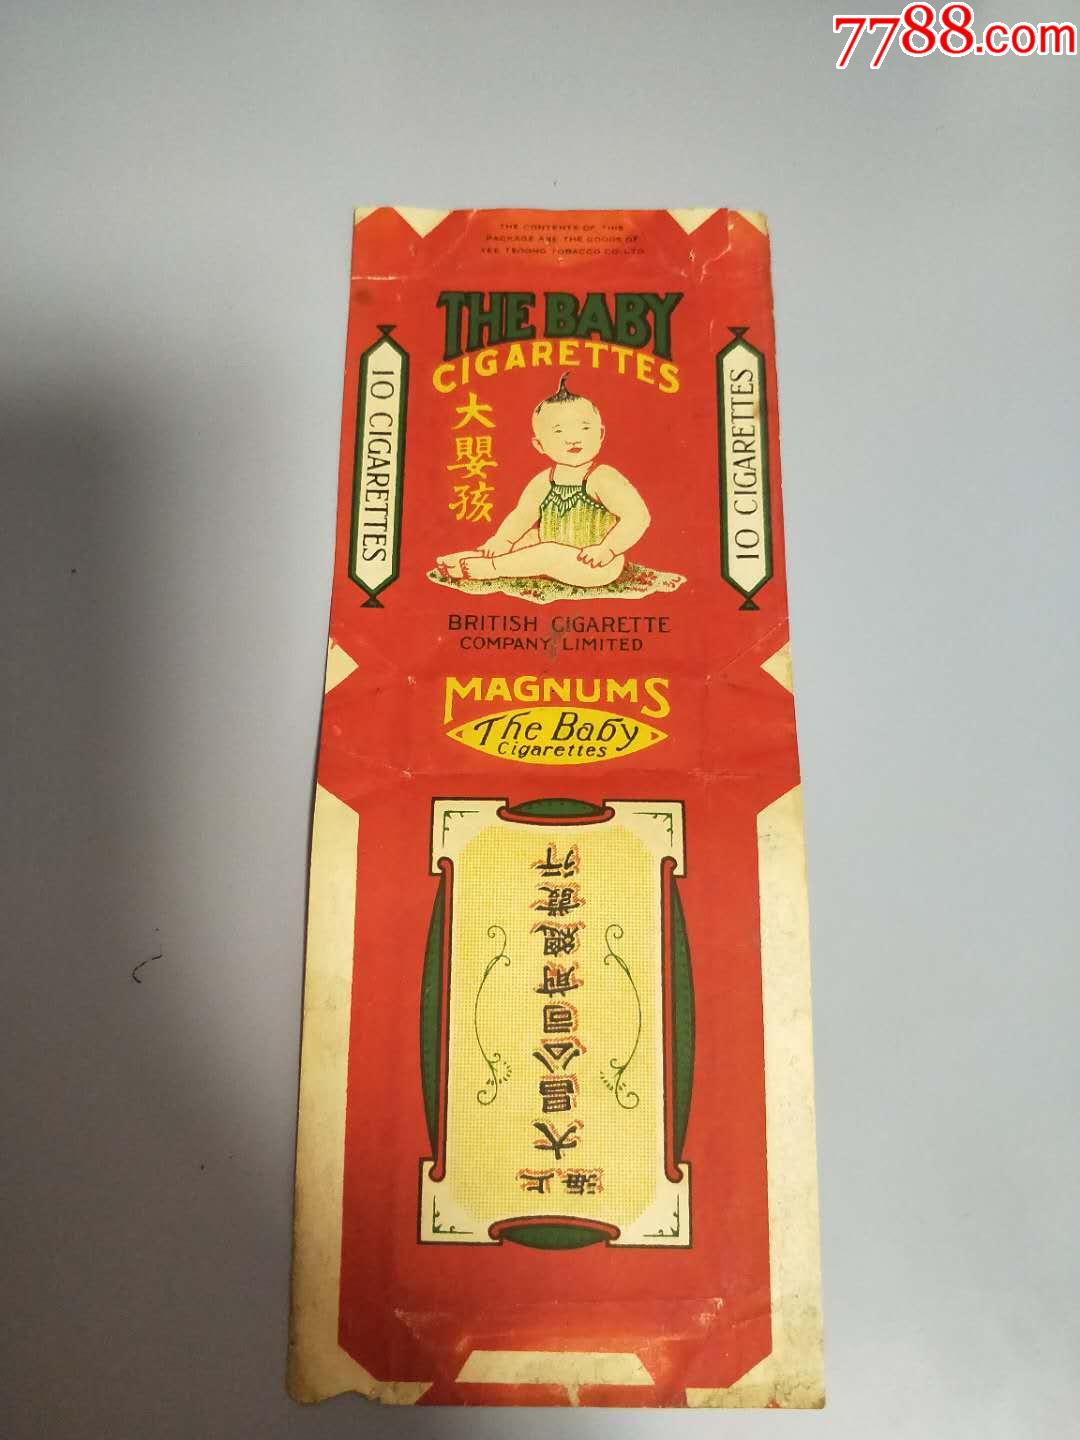 7788.com
THE CONTENTS OF THIS
PACKAGE ARE THE GOODS OF
YEE TSOONG TOBACCO CO. LTD.
THE BABY
CIGARETTES
大嬰孩
10 CIGARETTES
10 CIGARETTES
BRITISH CIGARETTE
COMPANY LIMITED
MAGNUMS
The Baby
Cigarettes
上海
大昌公司總發行